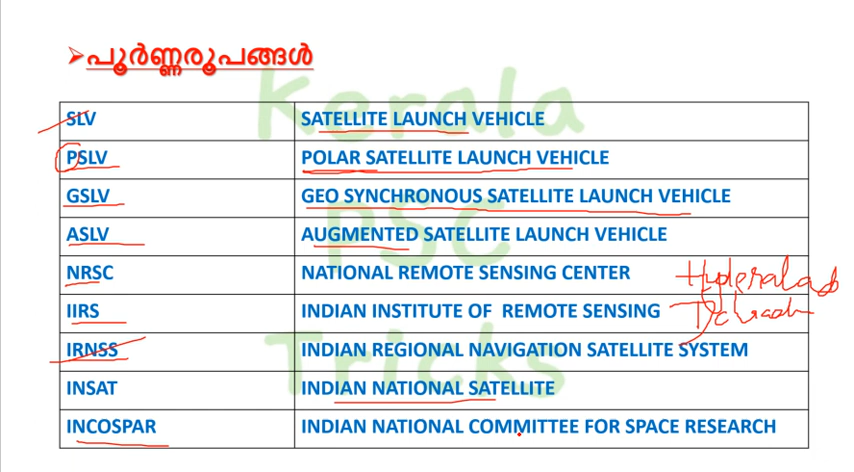 പൂർണ്ണരൂപങ്ങൾ
SLV SATELLITE LAUNCH VEHICLE
PSLV POLAR SATELLITE LAUNCH VEHICLE
GSLV GEO SYNCHRONOUS SATELLITE LAUNCH VEHICLE
ASLV AUGMENTED SATELLITE LAUNCH VEHICLE
NRSC NATIONAL REMOTE SENSING CENTER
IIRS INDIAN INSTITUTE OF REMOTE SENSING
IRNSS INDIAN REGIONAL NAVIGATION SATELLITE SYSTEM
INSAT INDIAN NATIONAL SATELLITE
INCOSPAR INDIAN NATIONAL COMMITTEE FOR SPACE RESEARCH
Kerala
PSC
Tricks